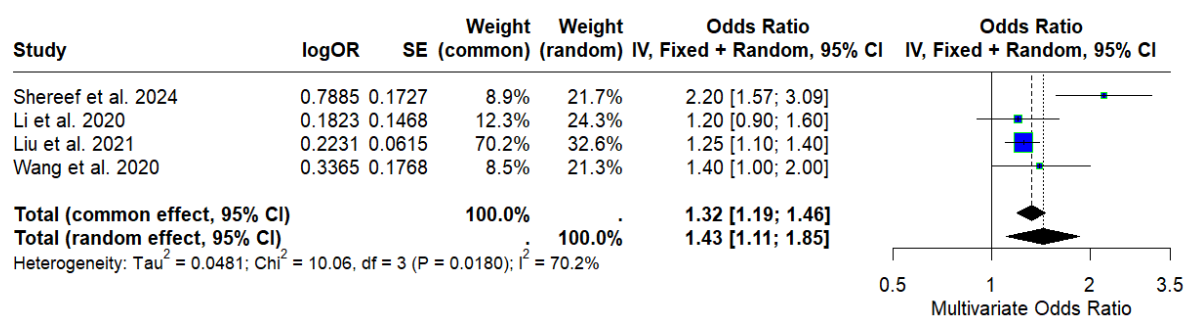 Weight Weight Odds Ratio Odds Ratio
Study logOR SE (common) (random) IV, Fixed + Random, 95% CI IV, Fixed + Random, 95% CI
Shereef et al. 2024 0.7885 0.1727 8.9% 21.7% 2.20 [1.57; 3.09]
Li et al. 2020 0.1823 0.1468 12.3% 24.3% 1.20 [0.90; 1.60]
Liu et al. 2021 0.2231 0.0615 70.2% 32.6% 1.25 [1.10; 1.40]
Wang et al. 2020 0.3365 0.1768 8.5% 21.3% 1.40 [1.00; 2.00]
Total (common effect, 95% CI) 100.0% . 1.32 [1.19; 1.46]
Total (random effect, 95% CI) . 100.0% 1.43 [1.11; 1.85]
Heterogeneity: Tau² = 0.0481; Chi² = 10.06, df = 3 (P = 0.0180); I² = 70.2%
0.5 1 2 3.5
Multivariate Odds Ratio